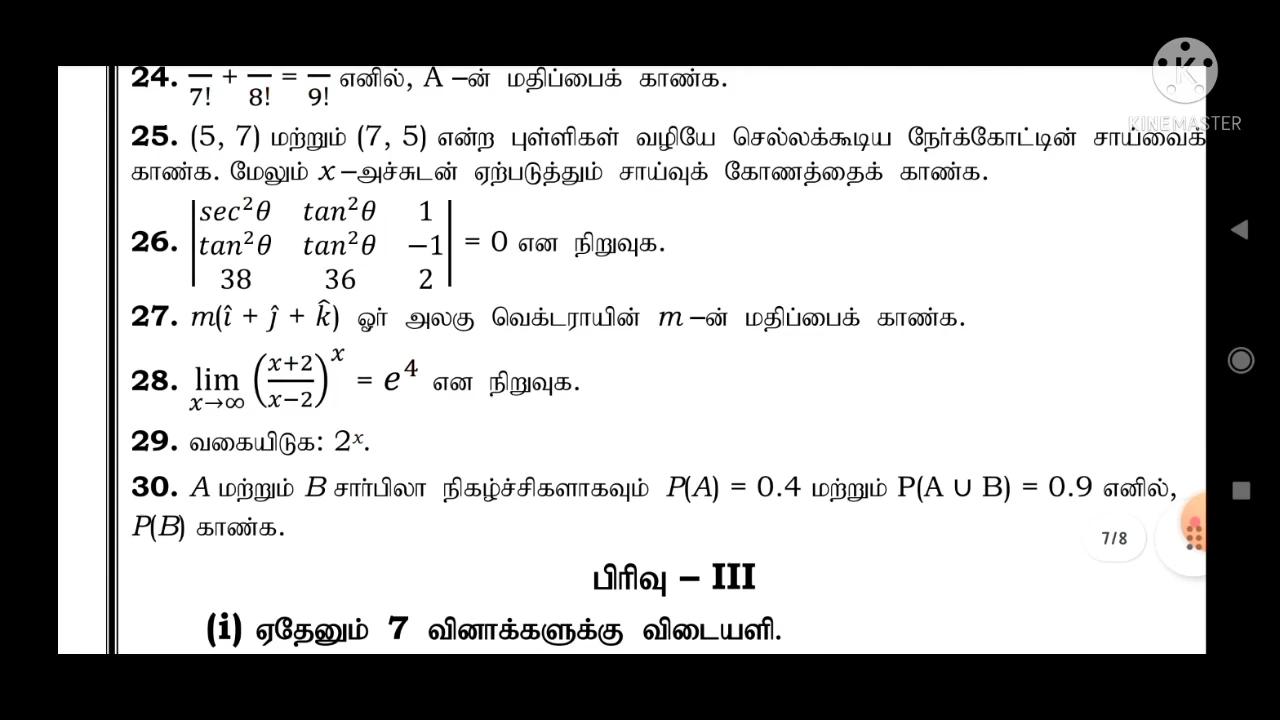 24. — + — = — எனில், A –ன் மதிப்பைக் காண்க.
7! 8! 9!
25. (5, 7) மற்றும் (7, 5) என்ற புள்ளிகள் வழியே செல்லக்கூடிய நேர்க்கோட்டின் சாய்வைக்
காண்க. மேலும் x –அச்சுடன் ஏற்படுத்தும் சாய்வுக் கோணத்தைக் காண்க.
sec²θ tan²θ 1
26. |tan²θ tan²θ −1| = 0 என நிறுவுக.
38 36 2
27. m(î + ĵ + k̂) ஓர் அலகு வெக்டராயின் m –ன் மதிப்பைக் காண்க.
28. lim x→∞ ((x+2)/(x−2))^x = e⁴ என நிறுவுக.
29. வகையிடுக: 2ˣ.
30. A மற்றும் B சார்பிலா நிகழ்ச்சிகளாகவும் P(A) = 0.4 மற்றும் P(A ∪ B) = 0.9 எனில்,
P(B) காண்க.
பிரிவு – III
(i) ஏதேனும் 7 வினாக்களுக்கு விடையளி.
K
KINEMASTER
7/8